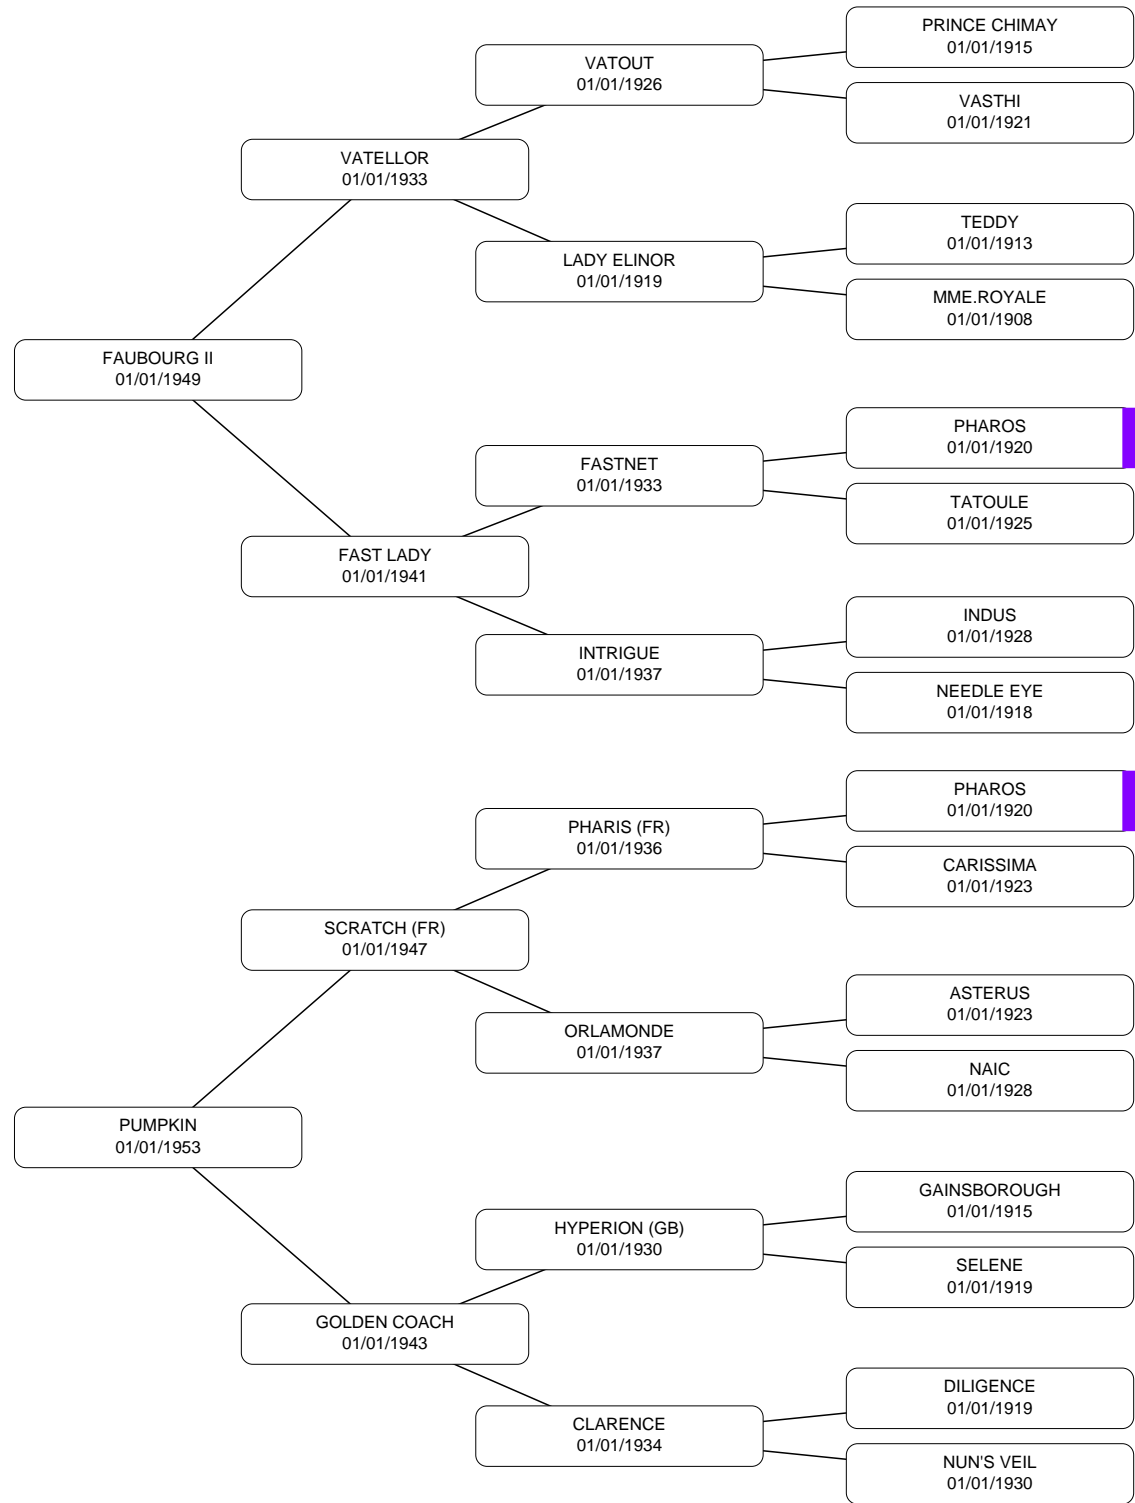 PRINCE CHIMAY
01/01/1915
VATOUT
01/01/1926
VASTHI
01/01/1921
VATELLOR
01/01/1933
TEDDY
01/01/1913
LADY ELINOR
01/01/1919
MME.ROYALE
01/01/1908
FAUBOURG II
01/01/1949
PHAROS
01/01/1920
FASTNET
01/01/1933
TATOULE
01/01/1925
FAST LADY
01/01/1941
INDUS
01/01/1928
INTRIGUE
01/01/1937
NEEDLE EYE
01/01/1918
PHAROS
01/01/1920
PHARIS (FR)
01/01/1936
CARISSIMA
01/01/1923
SCRATCH (FR)
01/01/1947
ASTERUS
01/01/1923
ORLAMONDE
01/01/1937
NAIC
01/01/1928
PUMPKIN
01/01/1953
GAINSBOROUGH
01/01/1915
HYPERION (GB)
01/01/1930
SELENE
01/01/1919
GOLDEN COACH
01/01/1943
DILIGENCE
01/01/1919
CLARENCE
01/01/1934
NUN'S VEIL
01/01/1930